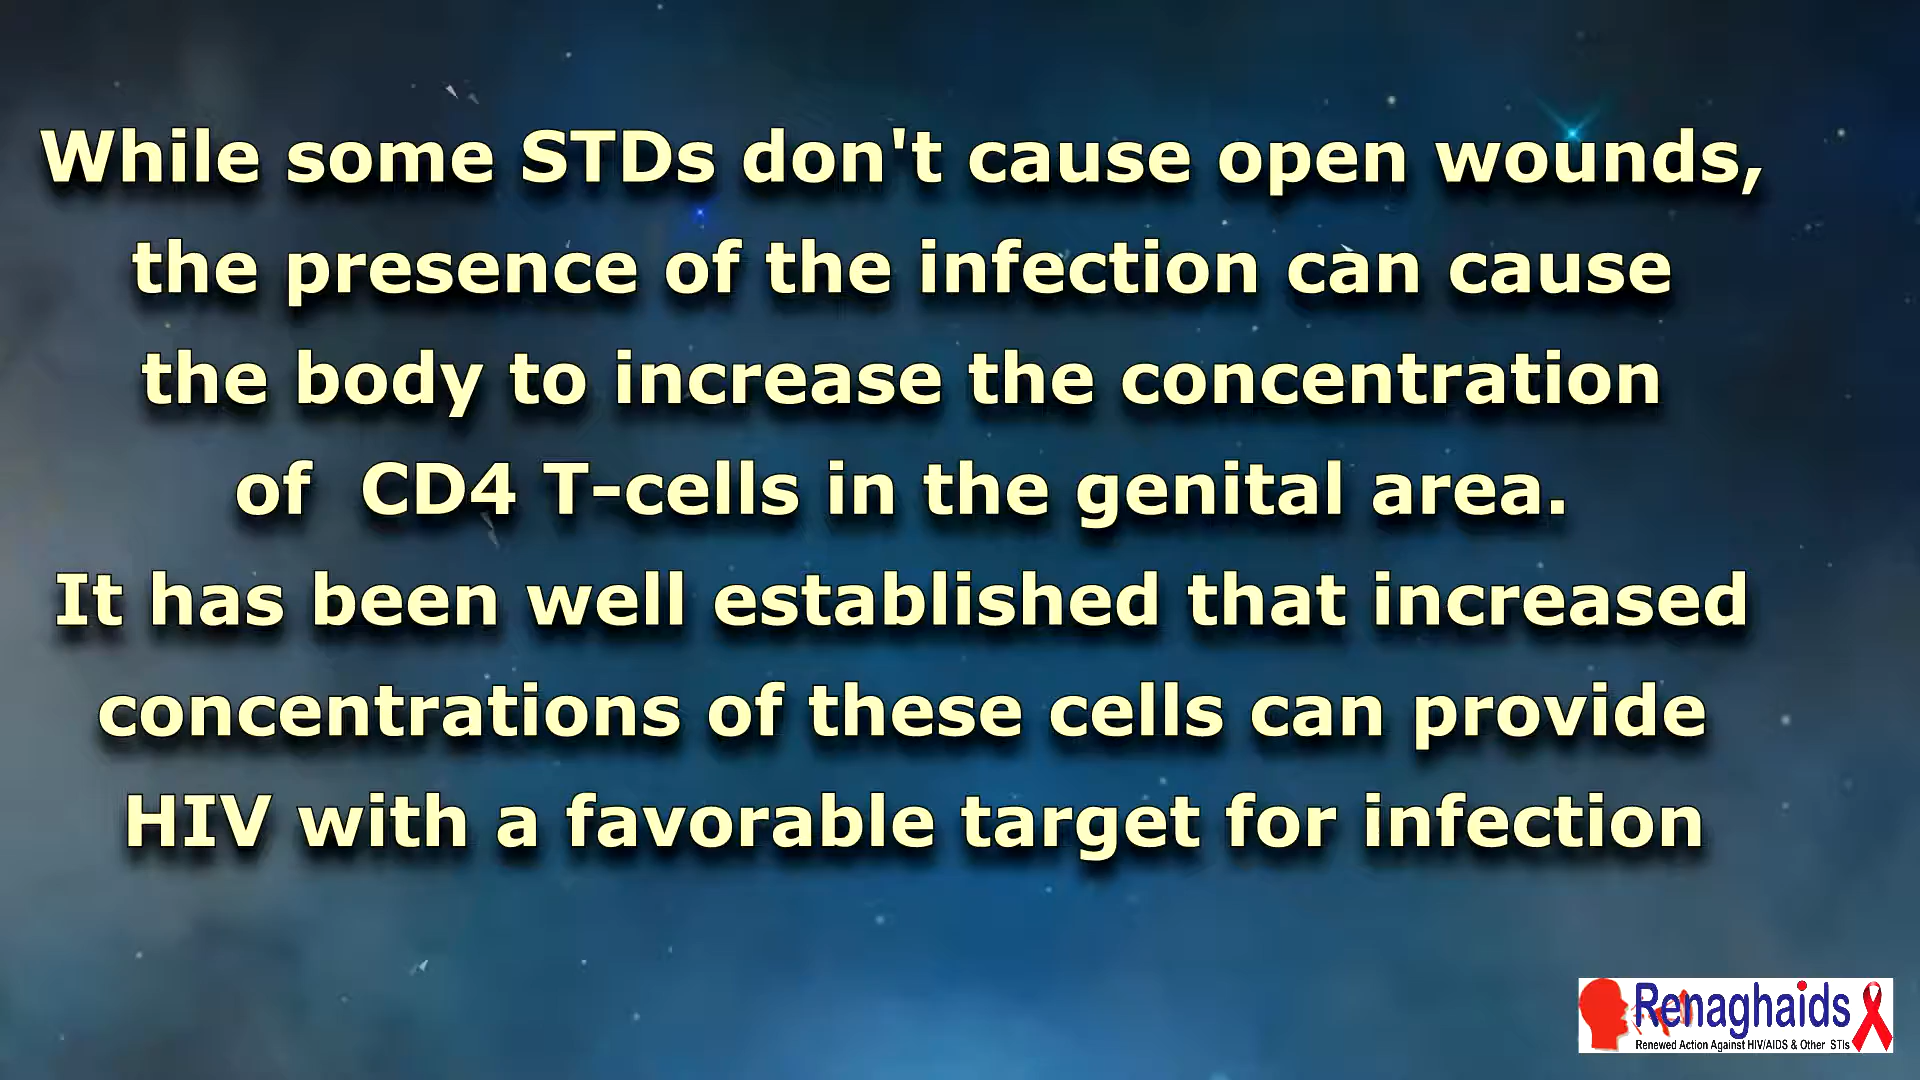 While some STDs don't cause open wounds,
the presence of the infection can cause
the body to increase the concentration
of  CD4 T-cells in the genital area.
It has been well established that increased
concentrations of these cells can provide
HIV with a favorable target for infection
Renaghaids
Renewed Action Against HIV/AIDS & Other STIs